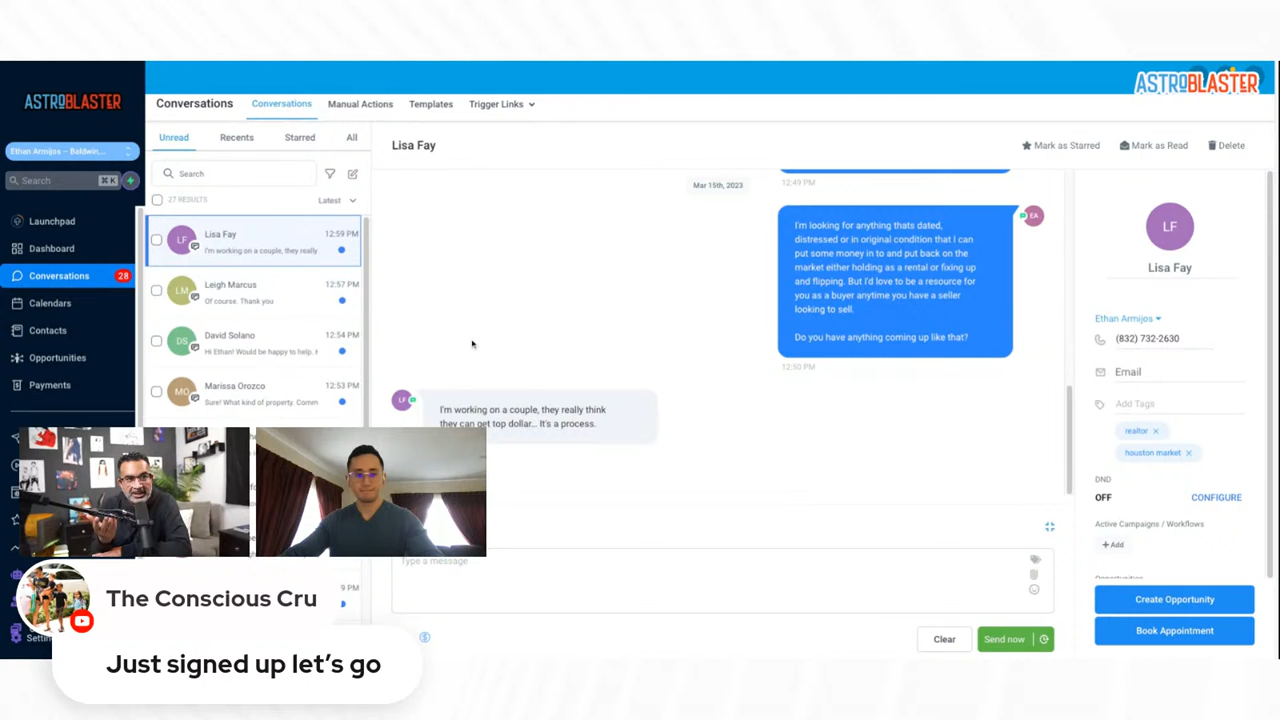 ASTROBLASTER
ASTROBLASTER
Ethan Armijos – Baldwin,...
Search
⌘ K
Launchpad
Dashboard
Conversations
28
Calendars
Contacts
Opportunities
Payments
Conversations
Conversations
Manual Actions
Templates
Trigger Links
Unread
Recents
Starred
All
Search
27 RESULTS
Latest
LF
Lisa Fay
12:59 PM
I'm working on a couple, they really
LM
Leigh Marcus
12:57 PM
Of course. Thank you
DS
David Solano
12:54 PM
Hi Ethan! Would be happy to help.
MO
Marissa Orozco
12:53 PM
Sure! What kind of property. Comm
9 PM
Lisa Fay
Mark as Starred
Mark as Read
Delete
Mar 15th, 2023
12:49 PM
EA
I'm looking for anything thats dated,
distressed or in original condition that I can
put some money in to and put back on the
market either holding as a rental or fixing up
and flipping. But I'd love to be a resource for
you as a buyer anytime you have a seller
looking to sell.
Do you have anything coming up like that?
12:50 PM
LF
I'm working on a couple, they really think
they can get top dollar... It's a process.
Type a message
Clear
Send now
LF
Lisa Fay
Ethan Armijos
(832) 732-2630
Email
Add Tags
realtor
houston market
DND
OFF
CONFIGURE
Active Campaigns / Workflows
+ Add
Opportunities
Create Opportunity
Book Appointment
Settin
The Conscious Cru
Just signed up let's go